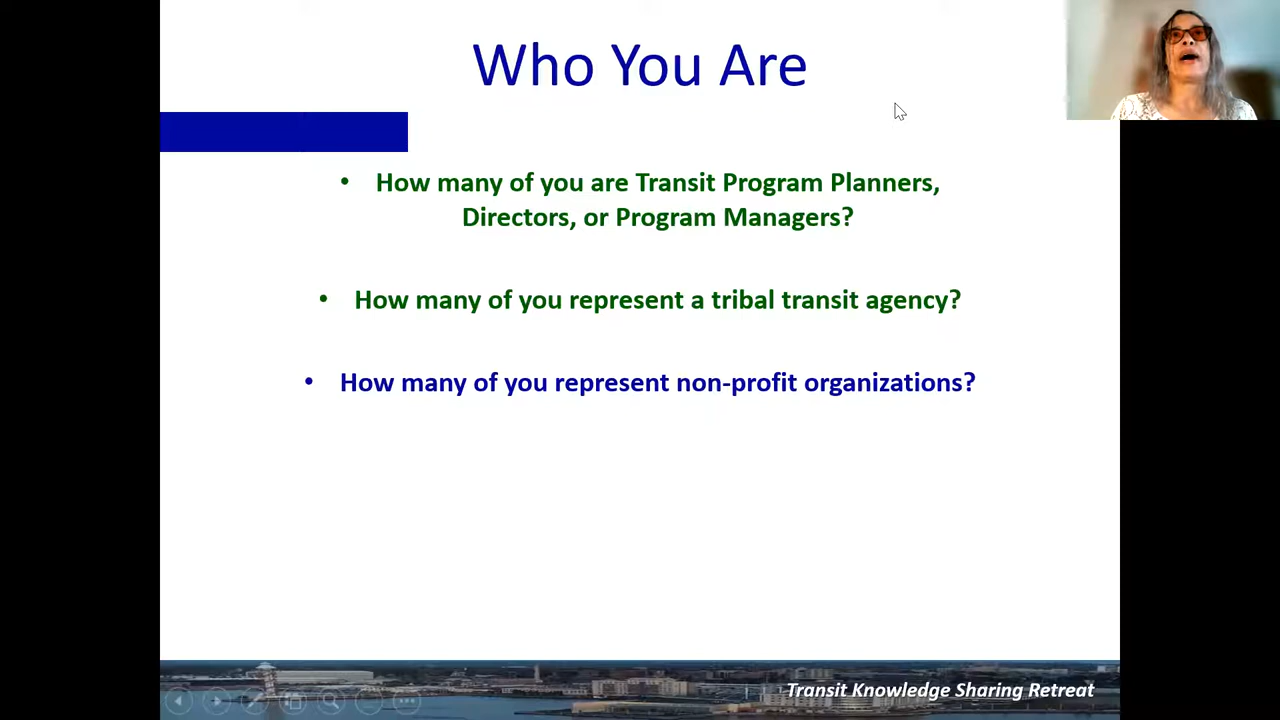 Who You Are
• How many of you are Transit Program Planners,
Directors, or Program Managers?
• How many of you represent a tribal transit agency?
• How many of you represent non-profit organizations?
Transit Knowledge Sharing Retreat